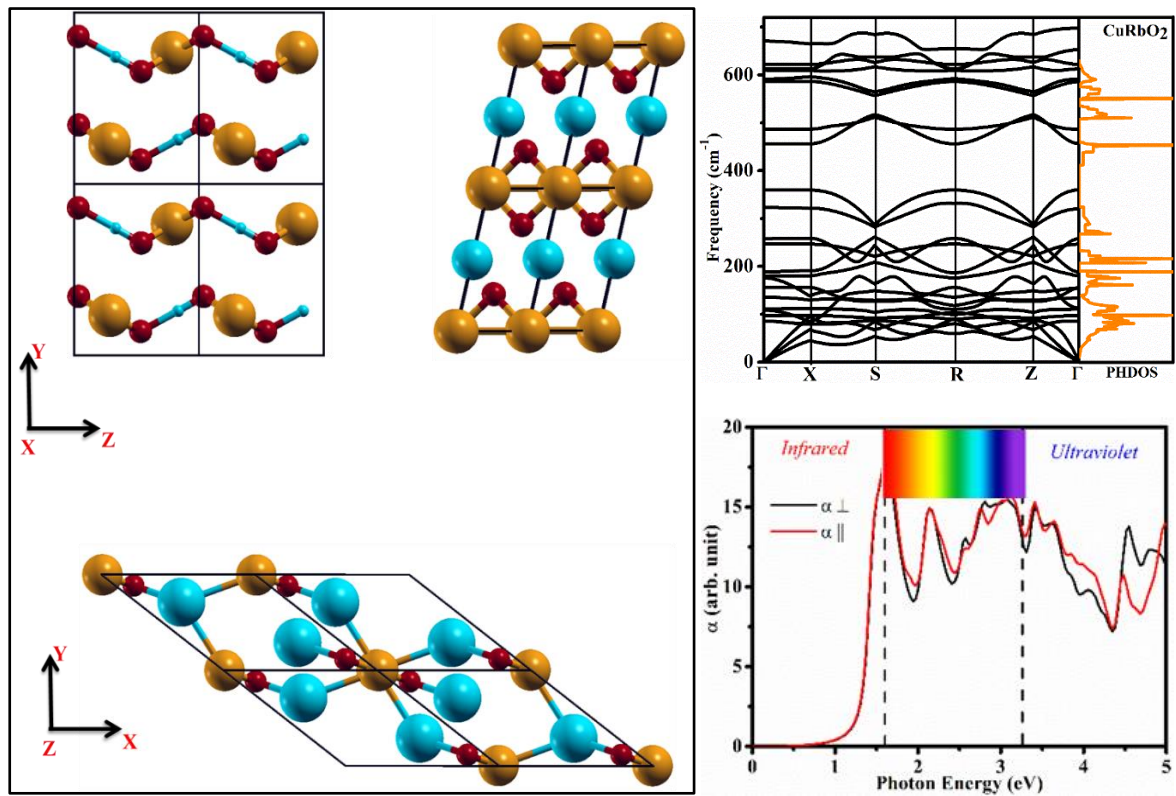 Y
X
Z
Y
Z
X
CuRbO2
600
400
200
0
Frequency (cm-1)
Γ
X
S
R
Z
Γ
PHDOS
20
15
10
5
0
α (arb. unit)
Infrared
Ultraviolet
α ⊥
α ∥
0
1
2
3
4
5
Photon Energy (eV)